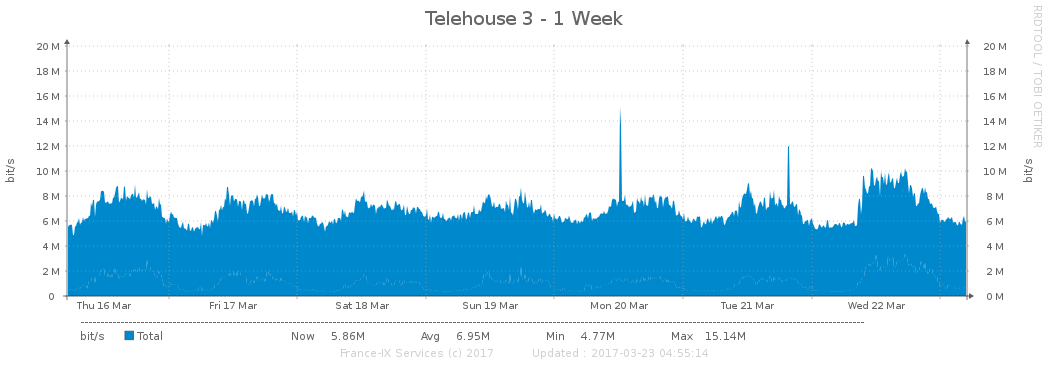 Telehouse 3 - 1 Week
RRDTOOL / TOBI OETIKER
bit/s
20 M 20 M
18 M 18 M
16 M 16 M
14 M 14 M
12 M 12 M
10 M 10 M
8 M 8 M
6 M 6 M
4 M 4 M
2 M 2 M
0 0 M
bit/s
Thu 16 Mar Fri 17 Mar Sat 18 Mar Sun 19 Mar Mon 20 Mar Tue 21 Mar Wed 22 Mar
bit/s Total Now 5.86M Avg 6.95M Min 4.77M Max 15.14M
France-IX Services (c) 2017 Updated : 2017-03-23 04:55:14